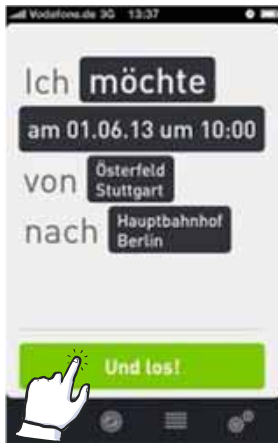 Vodafone.de 3G 13:37
Ich möchte
am 01.06.13 um 10:00
von Österfeld
Stuttgart
nach Hauptbahnhof
Berlin
Und los!